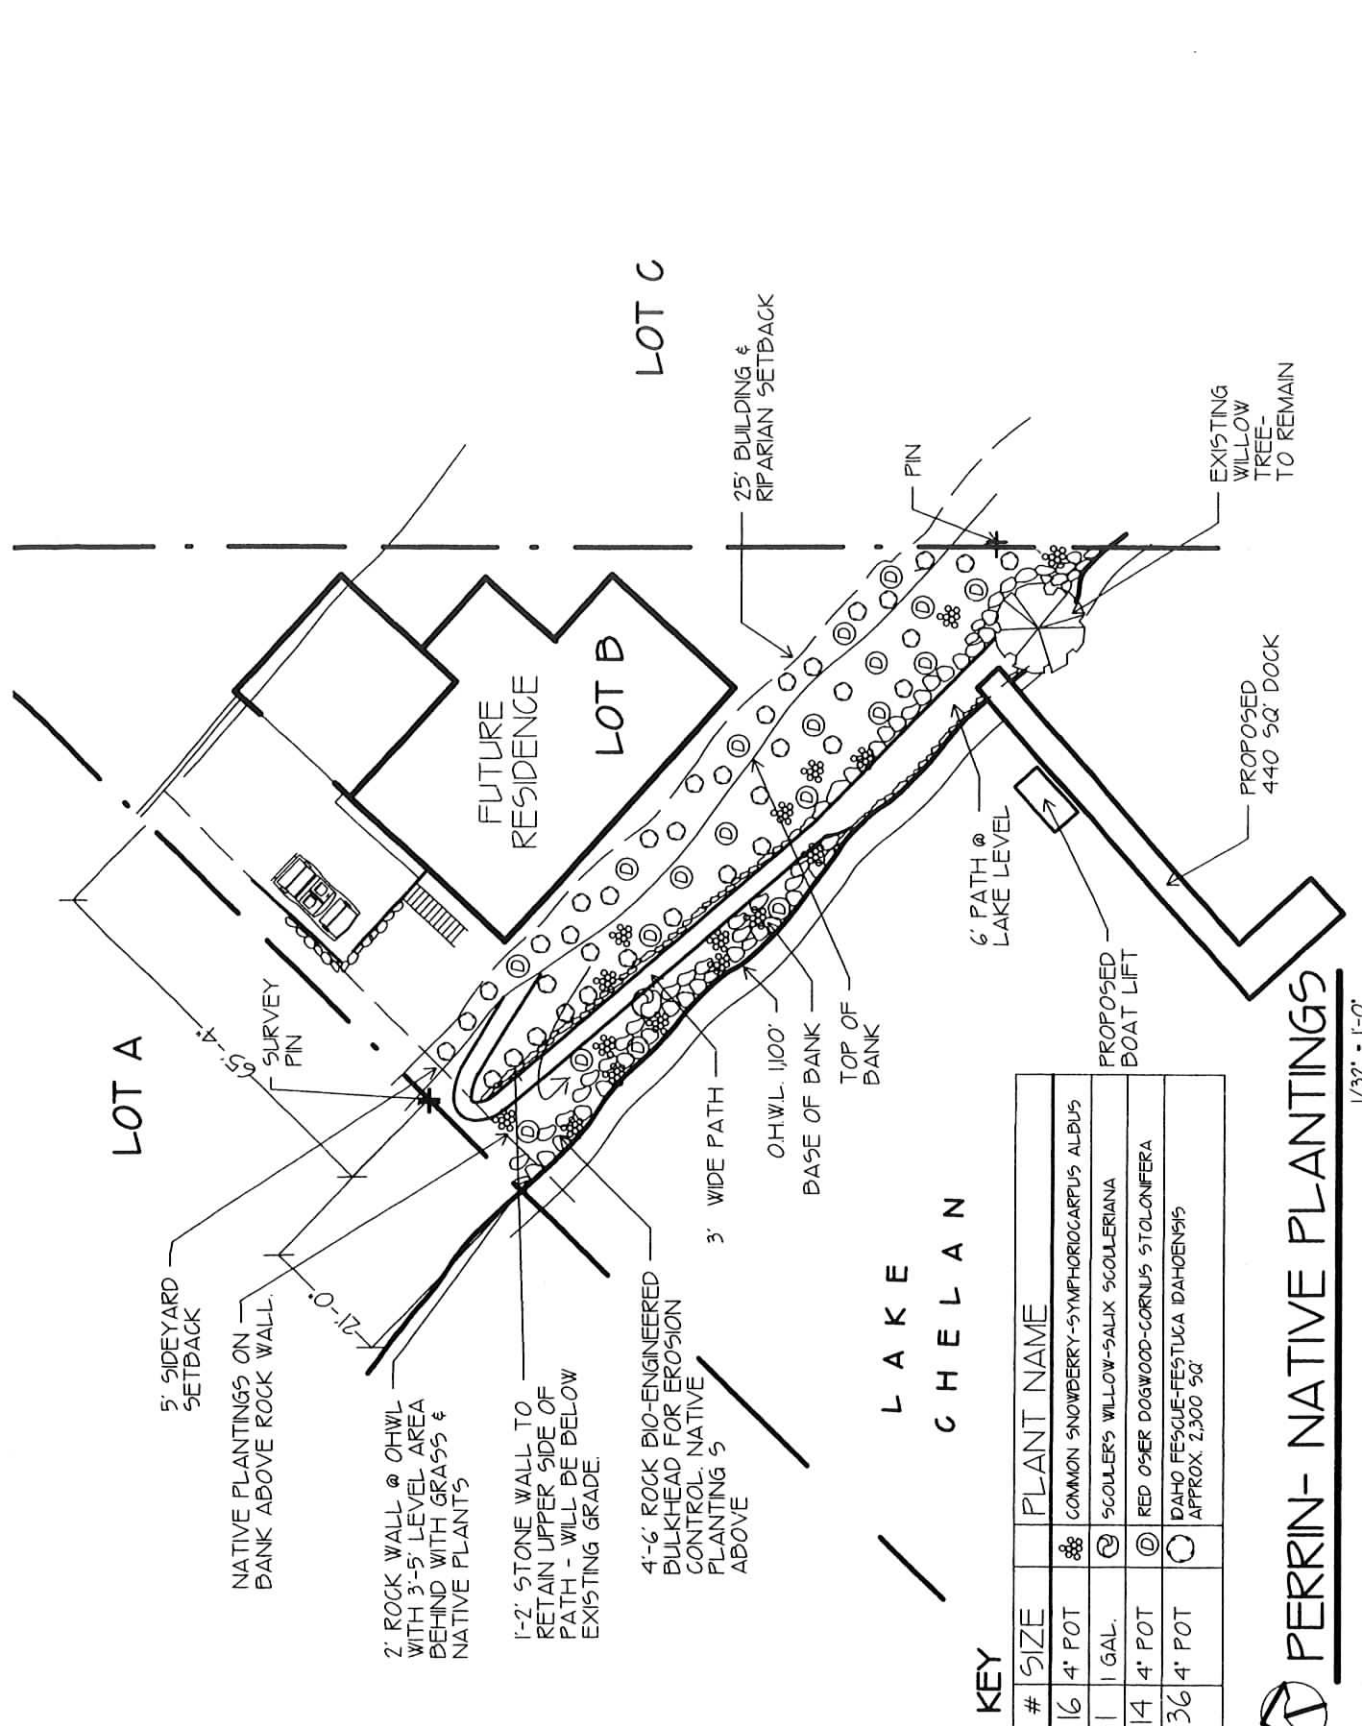 LOT A
LOT B
LOT C
FUTURE
RESIDENCE
65'-4"
21'-0"
SURVEY
PIN
5' SIDEYARD
SETBACK
NATIVE PLANTINGS ON
BANK ABOVE ROCK WALL.
2' ROCK WALL @ OHWL
WITH 3'-5' LEVEL AREA
BEHIND WITH GRASS &
NATIVE PLANTS
1'-2' STONE WALL TO
RETAIN UPPER SIDE OF
PATH - WILL BE BELOW
EXISTING GRADE.
4'-6' ROCK BIO-ENGINEERED
BULKHEAD FOR EROSION
CONTROL. NATIVE
PLANTING S
ABOVE
3' WIDE PATH
O.H.W.L. 1,100'
BASE OF BANK
TOP OF
BANK
6' PATH @
LAKE LEVEL
PROPOSED
BOAT LIFT
PROPOSED
440 SQ' DOCK
25' BUILDING &
RIPARIAN SETBACK
PIN
EXISTING
WILLOW
TREE-
TO REMAIN
LAKE
CHELAN
KEY
# SIZE PLANT NAME
16 4" POT COMMON SNOWBERRY-SYMPHORIOCARPUS ALBUS
1 1 GAL. SCOULERS WILLOW-SALIX SCOULERIANA
14 4" POT D RED OSIER DOGWOOD-CORNUS STOLONIFERA
36 4" POT IDAHO FESCUE-FESTUCA IDAHOENSIS
APPROX. 2,300 SQ'
PERRIN- NATIVE PLANTINGS
1/32" = 1'-0"